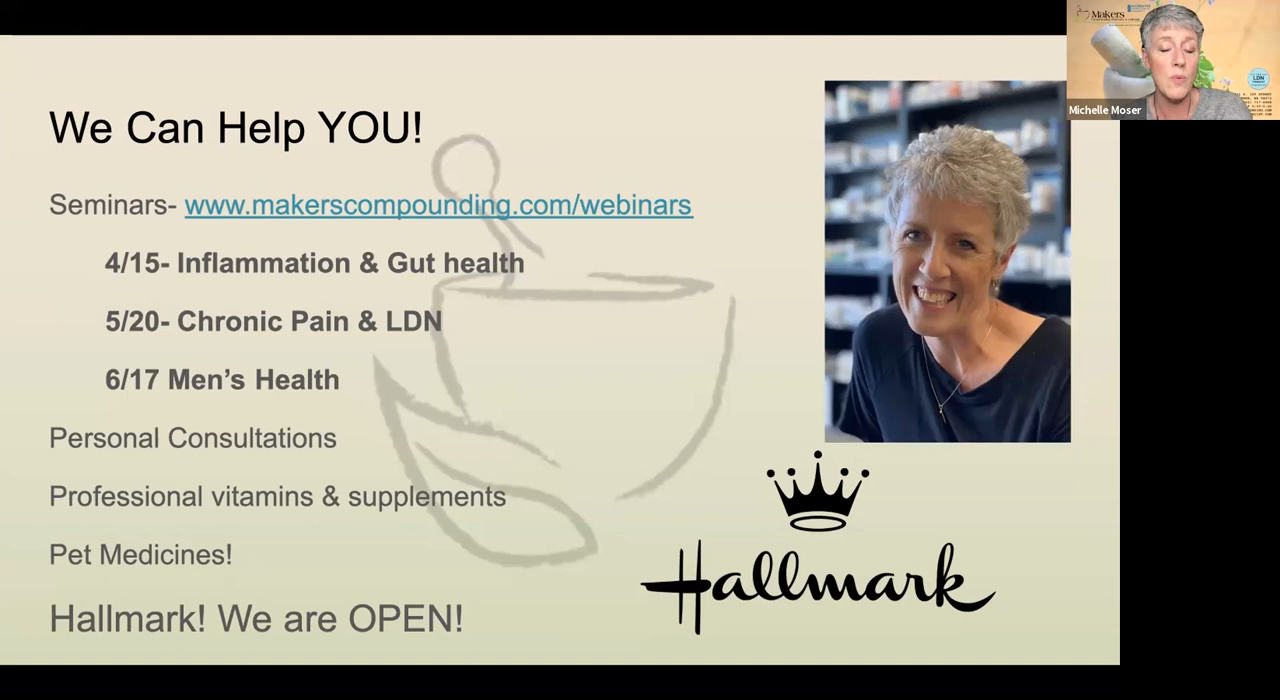 We Can Help YOU!
Seminars- www.makerscompounding.com/webinars
4/15- Inflammation & Gut health
5/20- Chronic Pain & LDN
6/17 Men's Health
Personal Consultations
Professional vitamins & supplements
Pet Medicines!
Hallmark! We are OPEN!
Hallmark
Makers
LDN
Michelle Moser